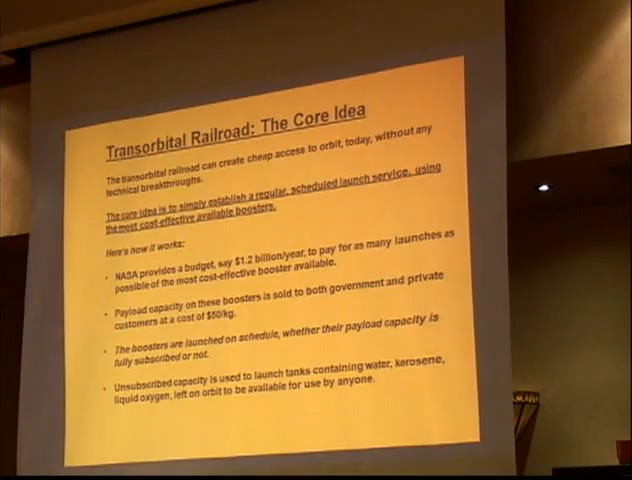 Transorbital Railroad: The Core Idea
The transorbital railroad can create cheap access to orbit, today, without any
technical breakthroughs.
The core idea is to simply establish a regular, scheduled launch service, using
the most cost-effective available boosters.
Here's how it works:
• NASA provides a budget, say $1.2 billion/year, to pay for as many launches as
possible of the most cost-effective booster available.
• Payload capacity on these boosters is sold to both government and private
customers at a cost of $50/kg.
• The boosters are launched on schedule, whether their payload capacity is
fully subscribed or not.
• Unsubscribed capacity is used to launch tanks containing water, kerosene,
liquid oxygen, left on orbit to be available for use by anyone.